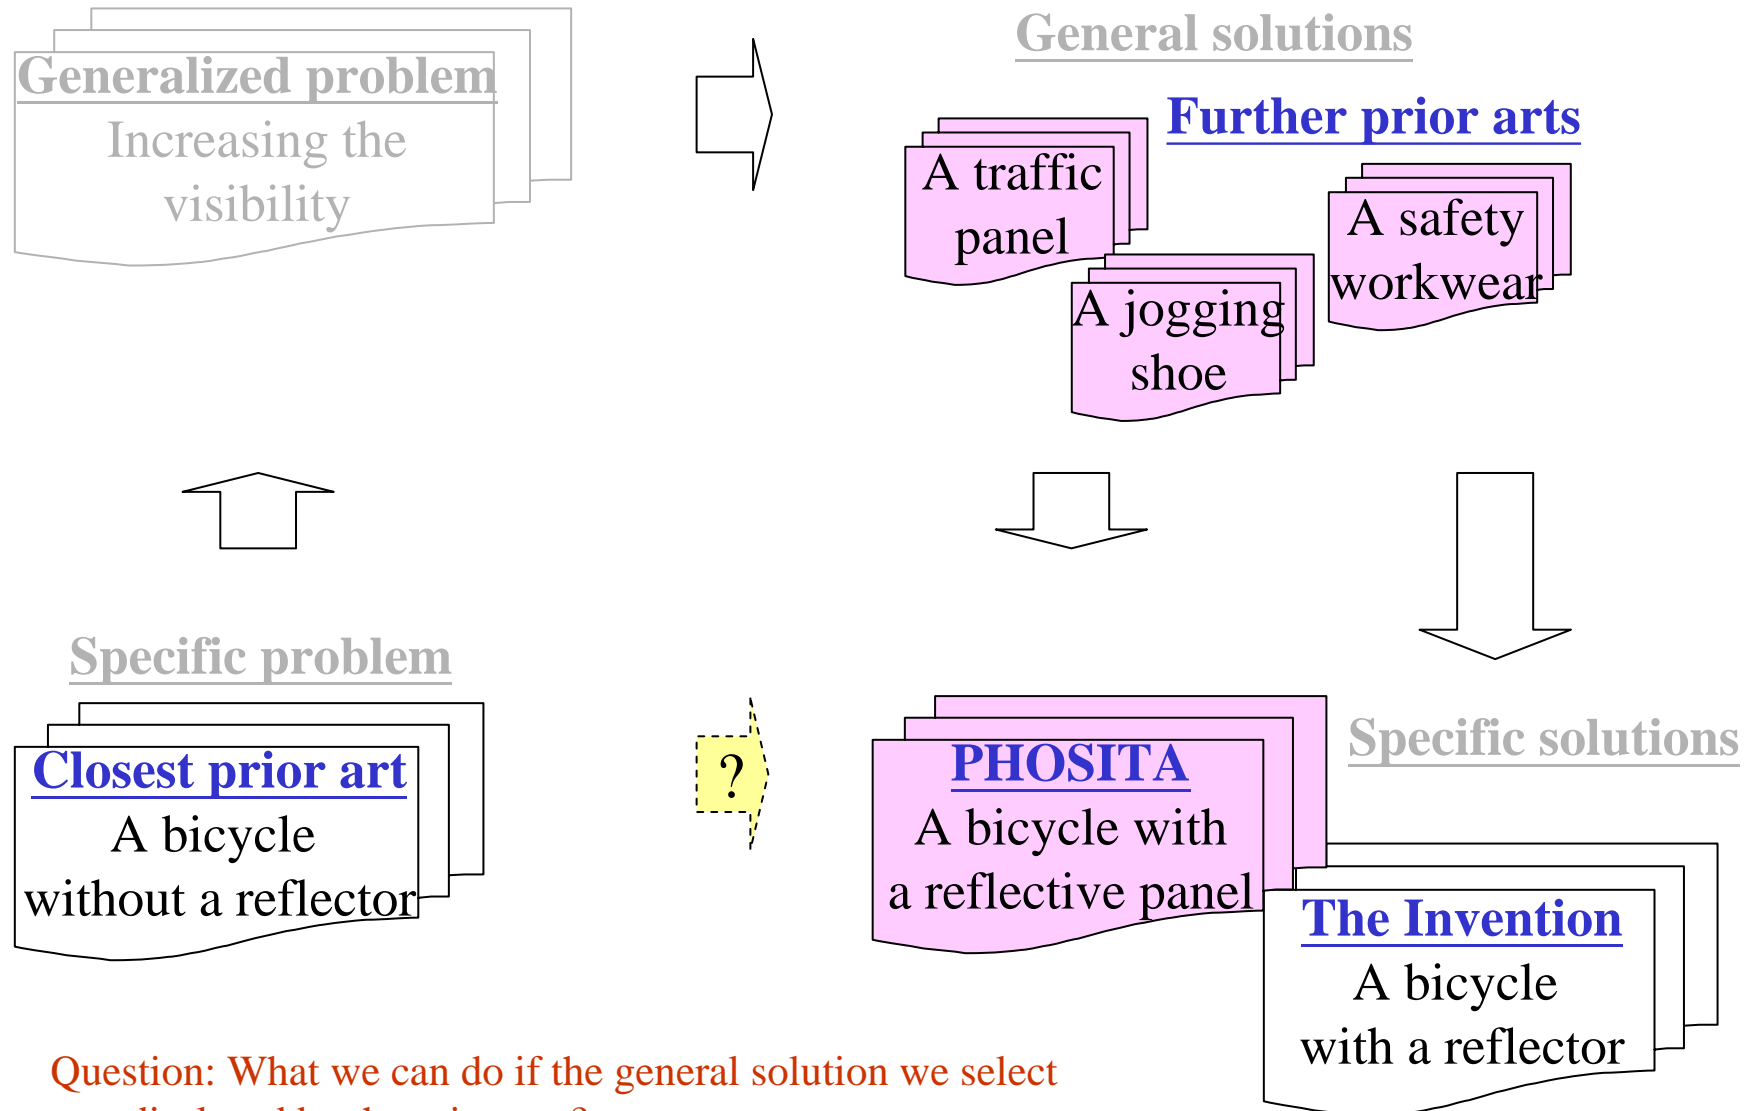 Generalized problem
Increasing the
visibility
General solutions
Further prior arts
A traffic
panel
A safety
workwear
A jogging
shoe
Specific problem
Closest prior art
A bicycle
without a reflector
?
PHOSITA
A bicycle with
a reflective panel
Specific solutions
The Invention
A bicycle
with a reflector
Question: What we can do if the general solution we select